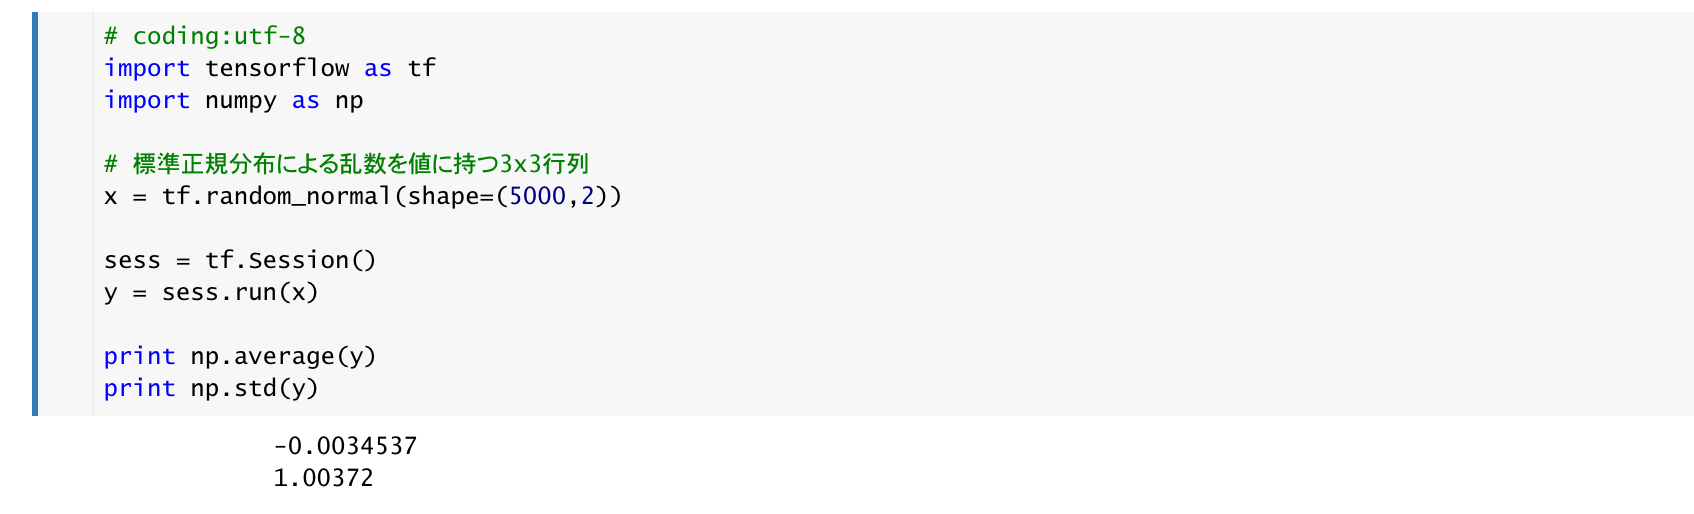 # coding:utf-8
import tensorflow as tf
import numpy as np
# 標準正規分布による乱数を値に持つ3x3行列
x = tf.random_normal(shape=(5000,2))
sess = tf.Session()
y = sess.run(x)
print np.average(y)
print np.std(y)
-0.0034537
1.00372